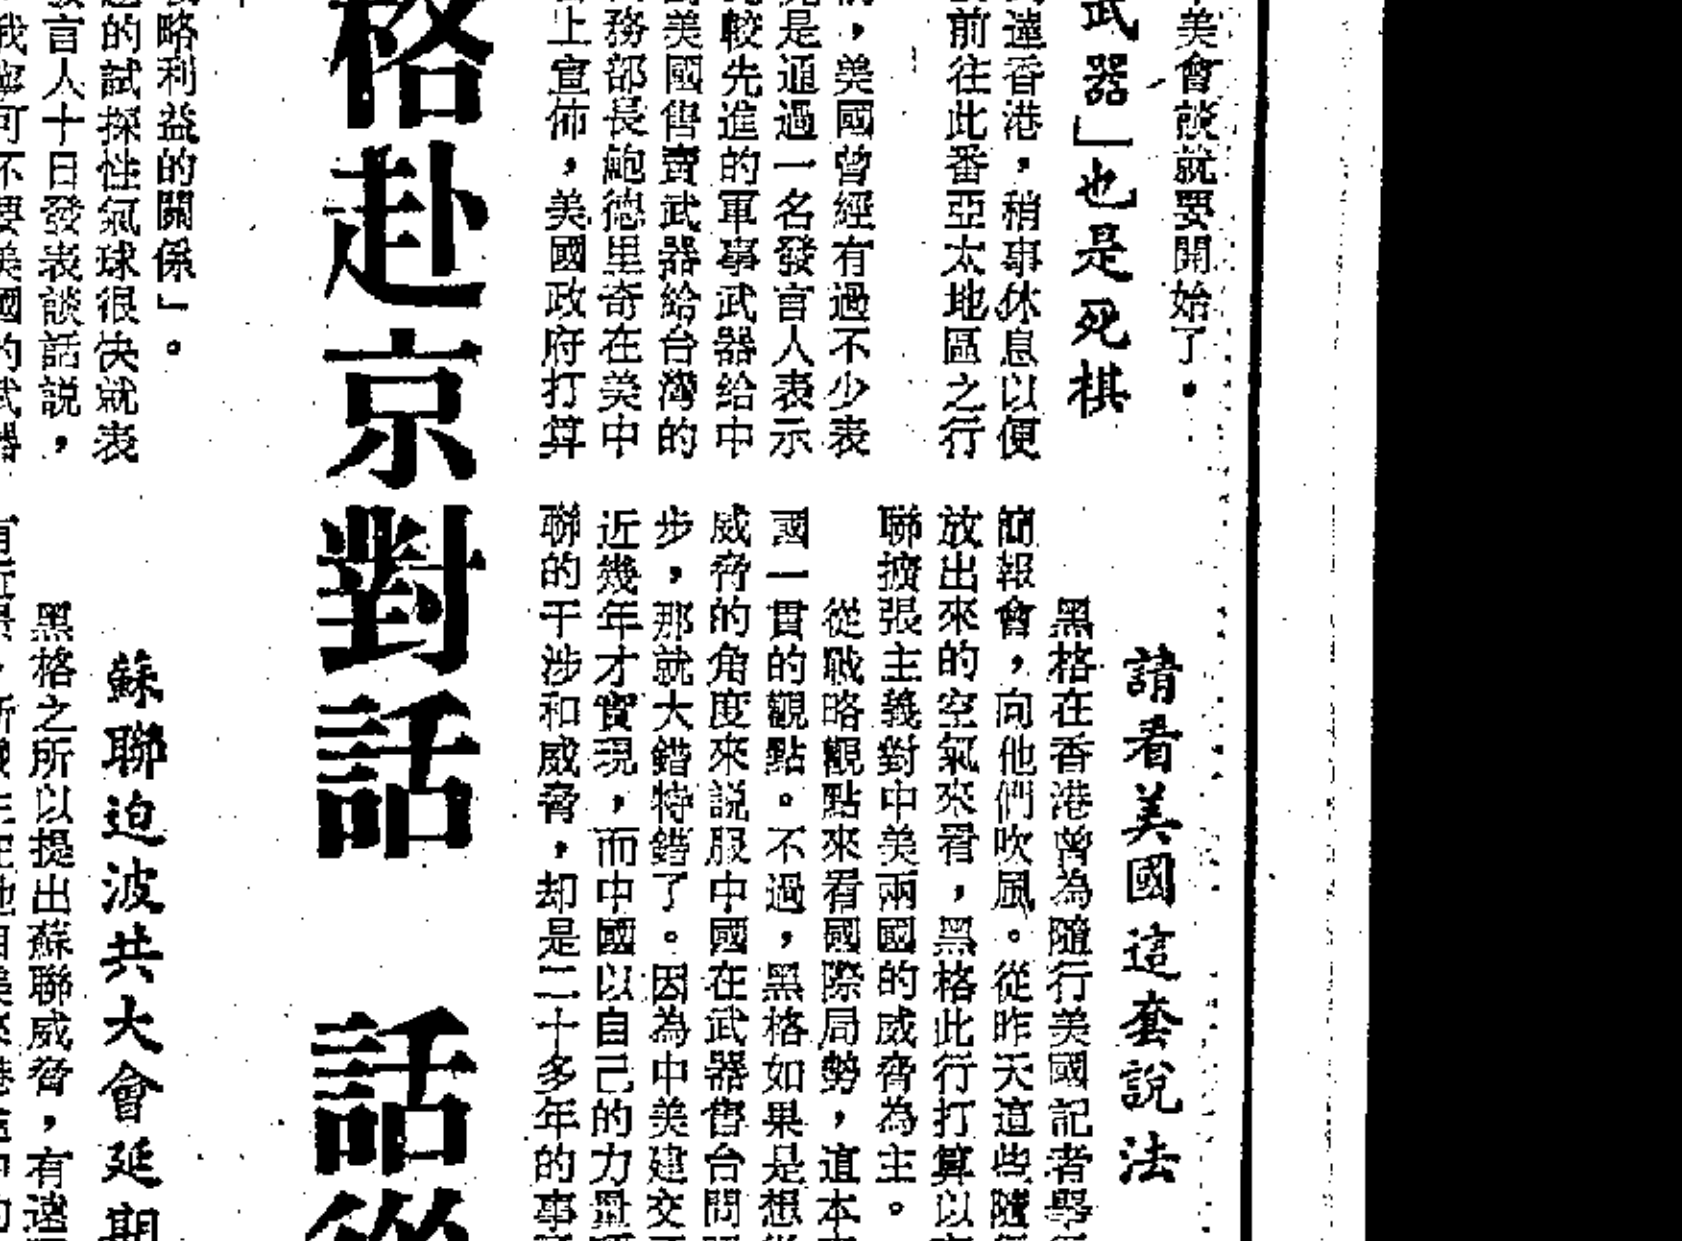 美會談就要開始了。
武器」也是死棋
達香港，稍事休息以便
前往此番亞太地區之行
，美國曾經有過不少表
是通過一名發言人表示
較先進的軍事武器給中
美國售賣武器給台灣的
務部長鮑德里奇在美中
上宣佈，美國政府打算
請看美國這套說法
黑格在香港曾為隨行美國記者舉
簡報會，向他們吹風。從昨天這些隨
放出來的空氣來看，黑格此行打算以
聯擴張主義對中美兩國的威脅為主。
從戰略觀點來看國際局勢，這本
國一貫的觀點。不過，黑格如果是想
威脅的角度來説服中國在武器售台問
步，那就大錯特錯了。因為中美建交
近幾年才實現，而中國以自己的力量
聯的干涉和威脅，却是二十多年的事
格赴京對話　話從
略利益的關係」。
的試探性氣球很快就表
言人十日發表談話説，
我寧可不要美國的武器
蘇聯迫波共大會延期
黑格之所以提出蘇聯威脅，有遠